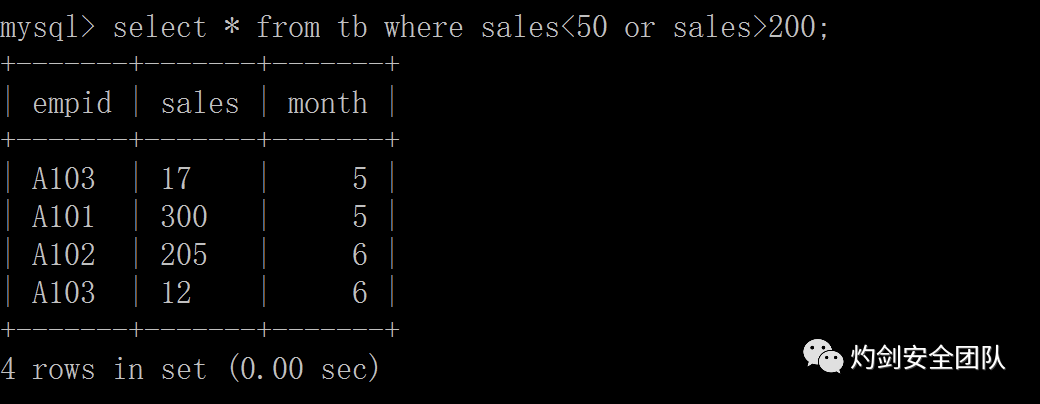 mysql> select * from tb where sales<50 or sales>200;
+-------+-------+-------+
| empid | sales | month |
+-------+-------+-------+
| A103  | 17    |     5 |
| A101  | 300   |     5 |
| A102  | 205   |     6 |
| A103  | 12    |     6 |
+-------+-------+-------+
4 rows in set (0.00 sec)
灼剑安全团队